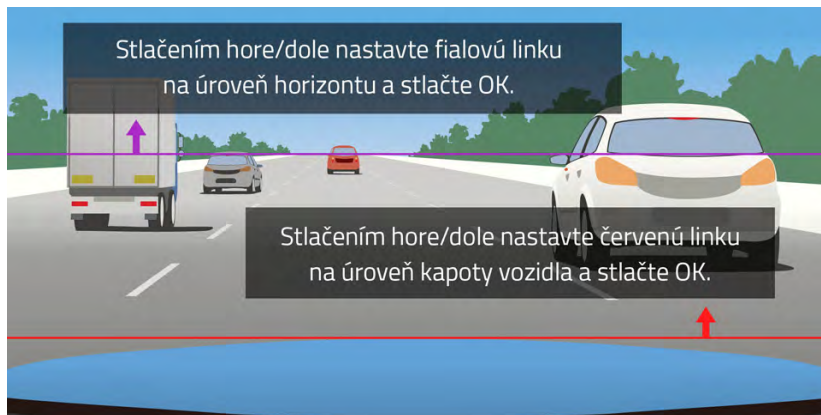 Stlačením hore/dole nastavte fialovú linku
na úroveň horizontu a stlačte OK.
Stlačením hore/dole nastavte červenú linku
na úroveň kapoty vozidla a stlačte OK.